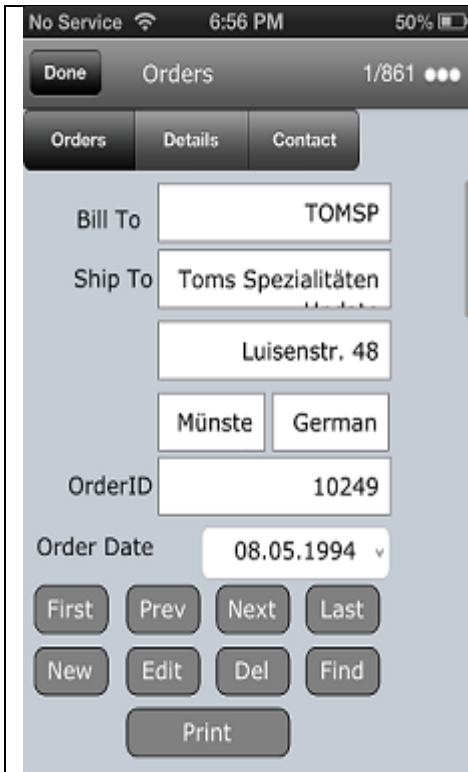 No Service 6:56 PM 50%
Done Orders 1/861
Orders Details Contact
Bill To TOMSP
Ship To Toms Spezialitäten
Luisenstr. 48
Münste German
OrderID 10249
Order Date 08.05.1994
First Prev Next Last
New Edit Del Find
Print